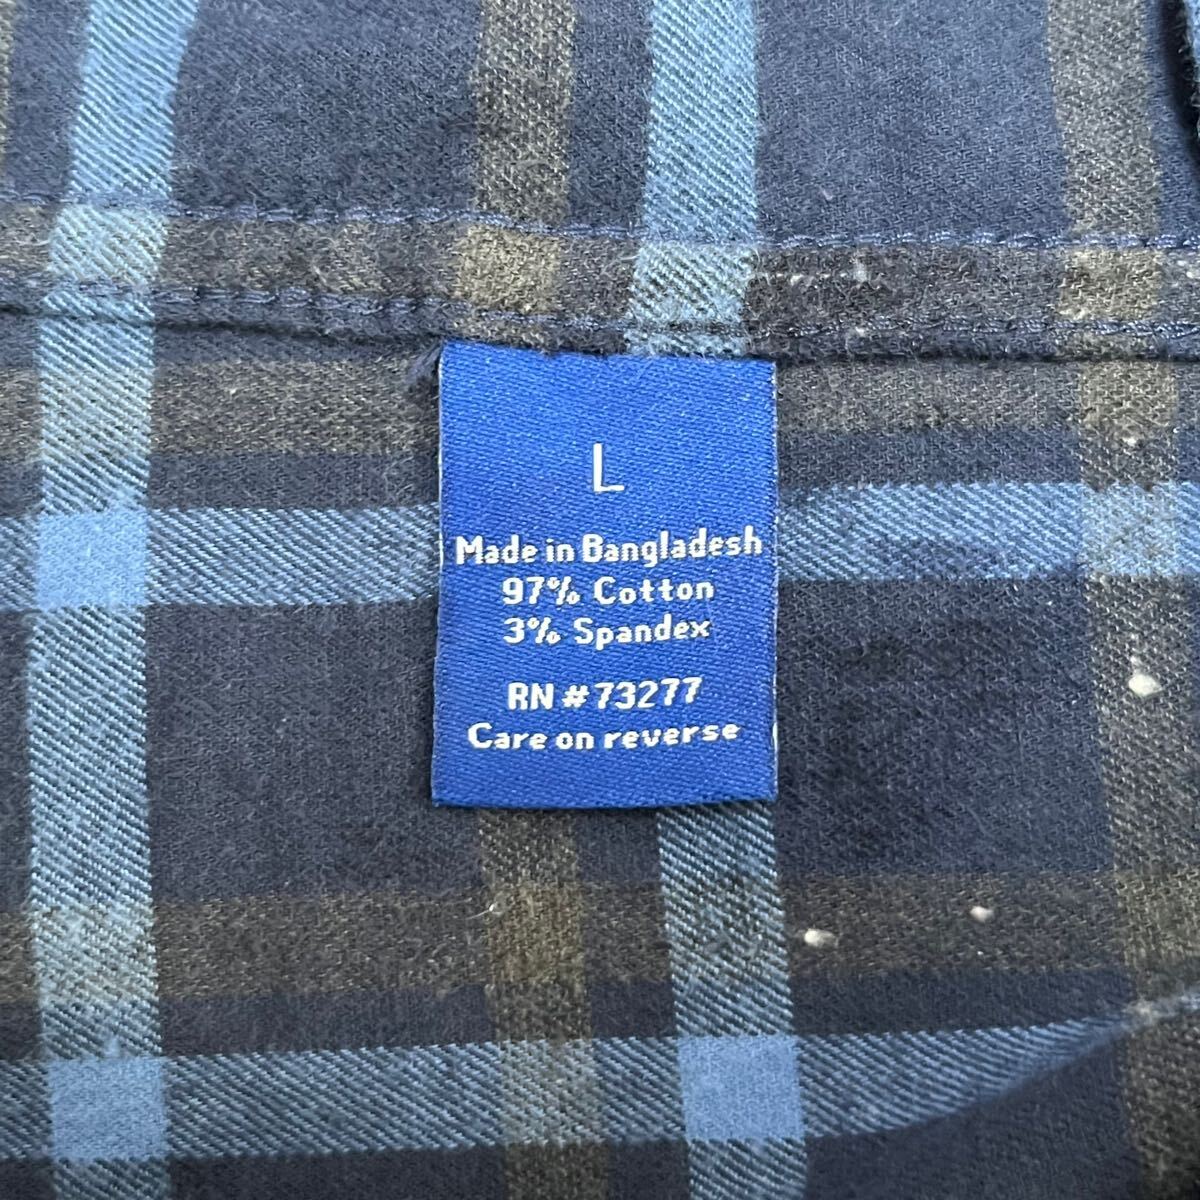 L
Made in Bangladesh
97% Cotton
3% Spandex
RN #73277
Care on reverse